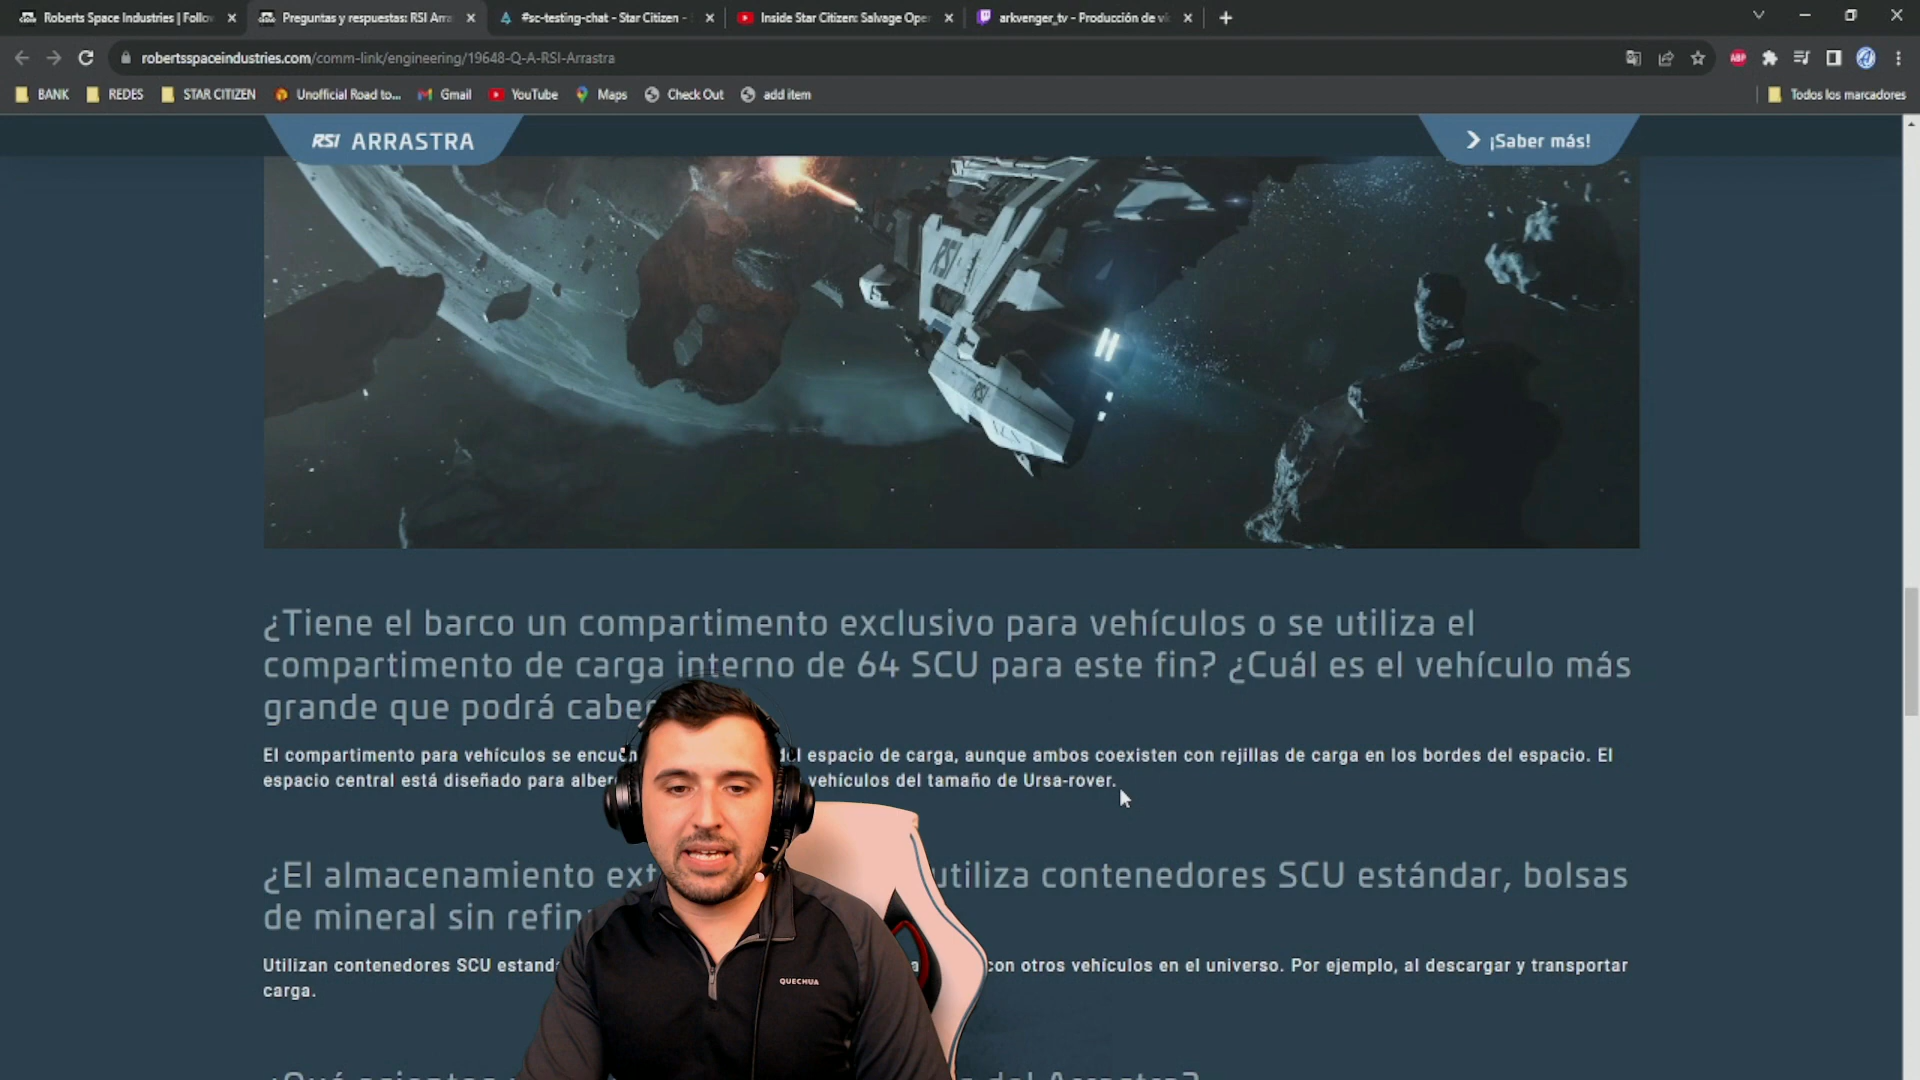 Roberts Space Industries | Follow
Preguntas y respuestas: RSI Arra
#sc-testing-chat - Star Citizen -
Inside Star Citizen: Salvage Oper
arkvenger_tv - Producción de vi
robertsspaceindustries.com/comm-link/engineering/19648-Q-A-RSI-Arrastra
ABP
BANK
REDES
STAR CITIZEN
Unofficial Road to...
Gmail
YouTube
Maps
Check Out
add item
Todos los marcadores
RSI ARRASTRA
¡Saber más!
RSI
¿Tiene el barco un compartimento exclusivo para vehículos o se utiliza el
compartimento de carga interno de 64 SCU para este fin? ¿Cuál es el vehículo más
grande que podrá caber
El compartimento para vehículos se encuen del espacio de carga, aunque ambos coexisten con rejillas de carga en los bordes del espacio. El
espacio central está diseñado para alber vehículos del tamaño de Ursa-rover.
¿El almacenamiento ext utiliza contenedores SCU estándar, bolsas
de mineral sin refin
Utilizan contenedores SCU estanda con otros vehículos en el universo. Por ejemplo, al descargar y transportar
carga.
QUECHUA